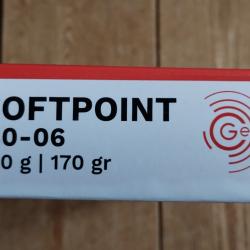 OFTPOINT
0-06
0 g | 170 gr
Ge